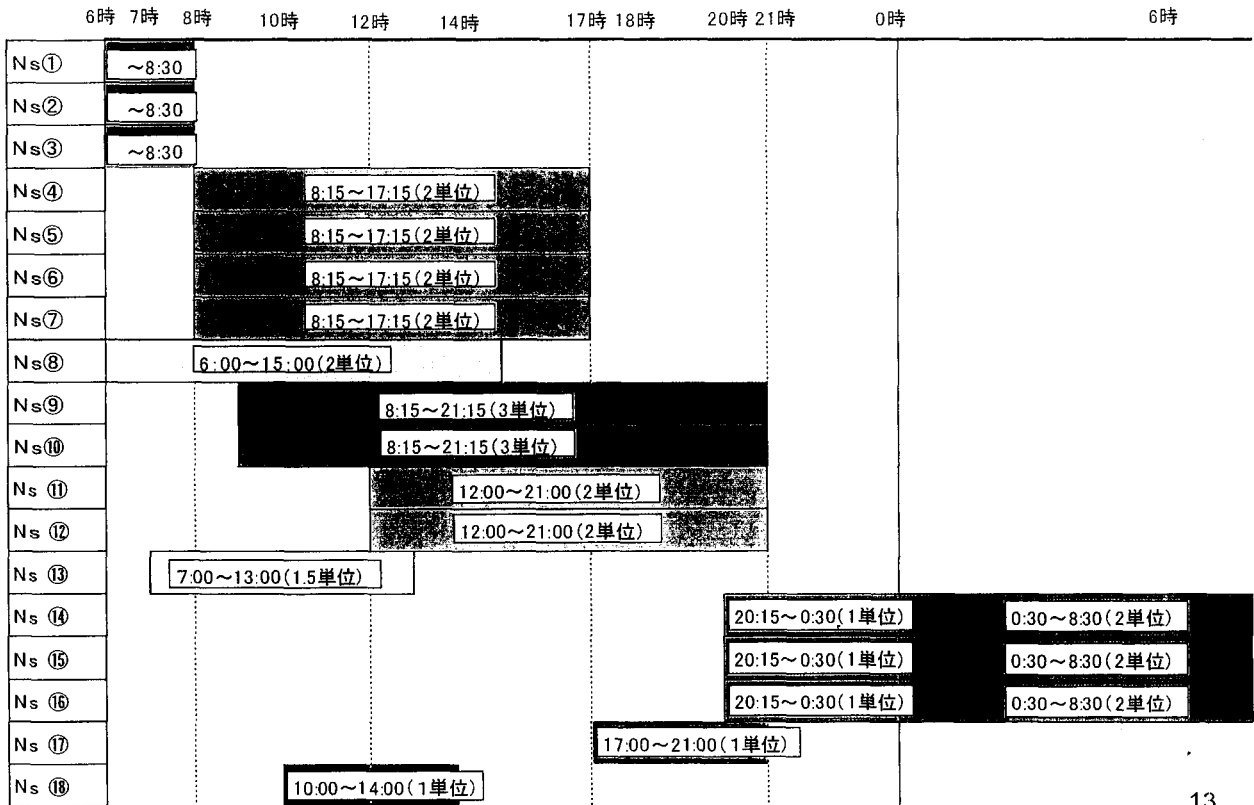 6時 7時 8時 10時 12時 14時 17時 18時 20時 21時 0時 6時
Ns① ～8:30
Ns② ～8:30
Ns③ ～8:30
Ns④ 8:15～17:15(2単位)
Ns⑤ 8:15～17:15(2単位)
Ns⑥ 8:15～17:15(2単位)
Ns⑦ 8:15～17:15(2単位)
Ns⑧ 6:00～15:00(2単位)
Ns⑨ 8:15～21:15(3単位)
Ns⑩ 8:15～21:15(3単位)
Ns ⑪ 12:00～21:00(2単位)
Ns ⑫ 12:00～21:00(2単位)
Ns ⑬ 7:00～13:00(1.5単位)
Ns ⑭ 20:15～0:30(1単位) 0:30～8:30(2単位)
Ns ⑮ 20:15～0:30(1単位) 0:30～8:30(2単位)
Ns ⑯ 20:15～0:30(1単位) 0:30～8:30(2単位)
Ns ⑰ 17:00～21:00(1単位)
Ns ⑱ 10:00～14:00(1単位)
13